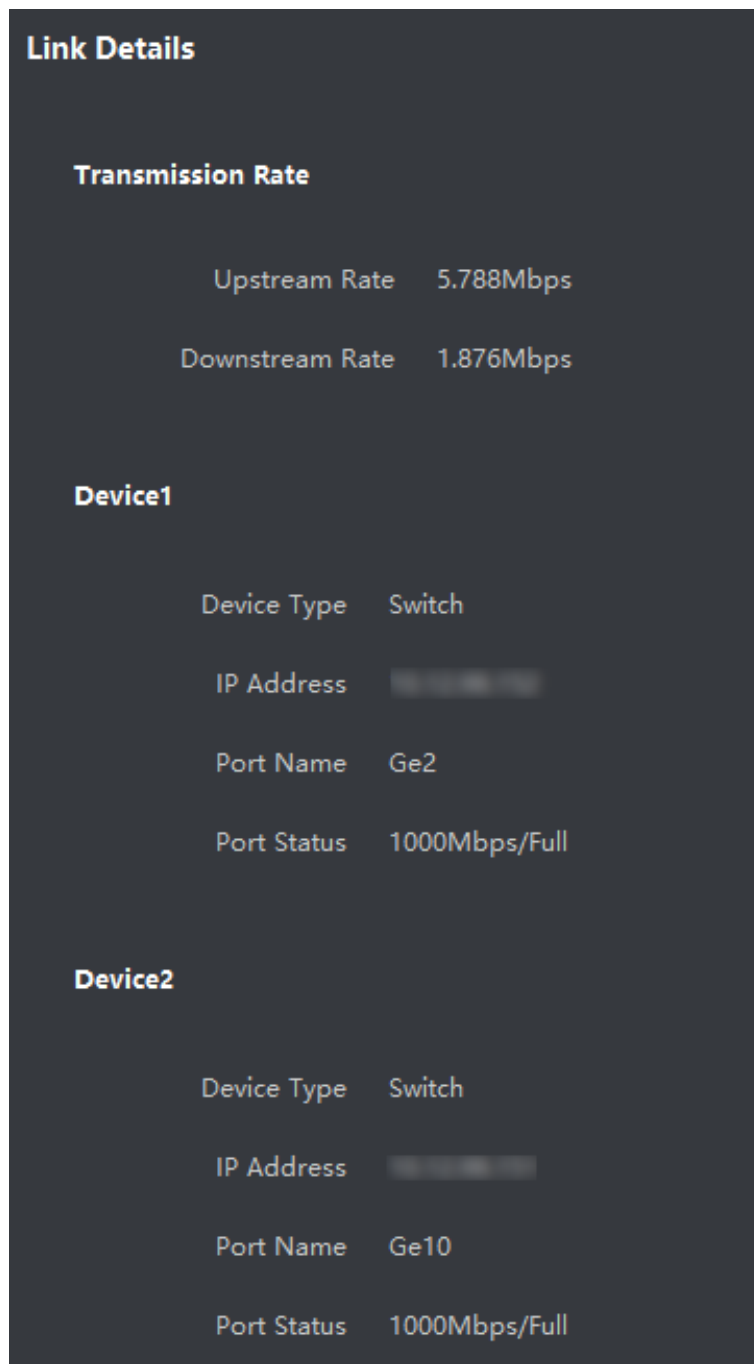 Link Details
Transmission Rate
Upstream Rate 5.788Mbps
Downstream Rate 1.876Mbps
Device1
Device Type Switch
IP Address
Port Name Ge2
Port Status 1000Mbps/Full
Device2
Device Type Switch
IP Address
Port Name Ge10
Port Status 1000Mbps/Full